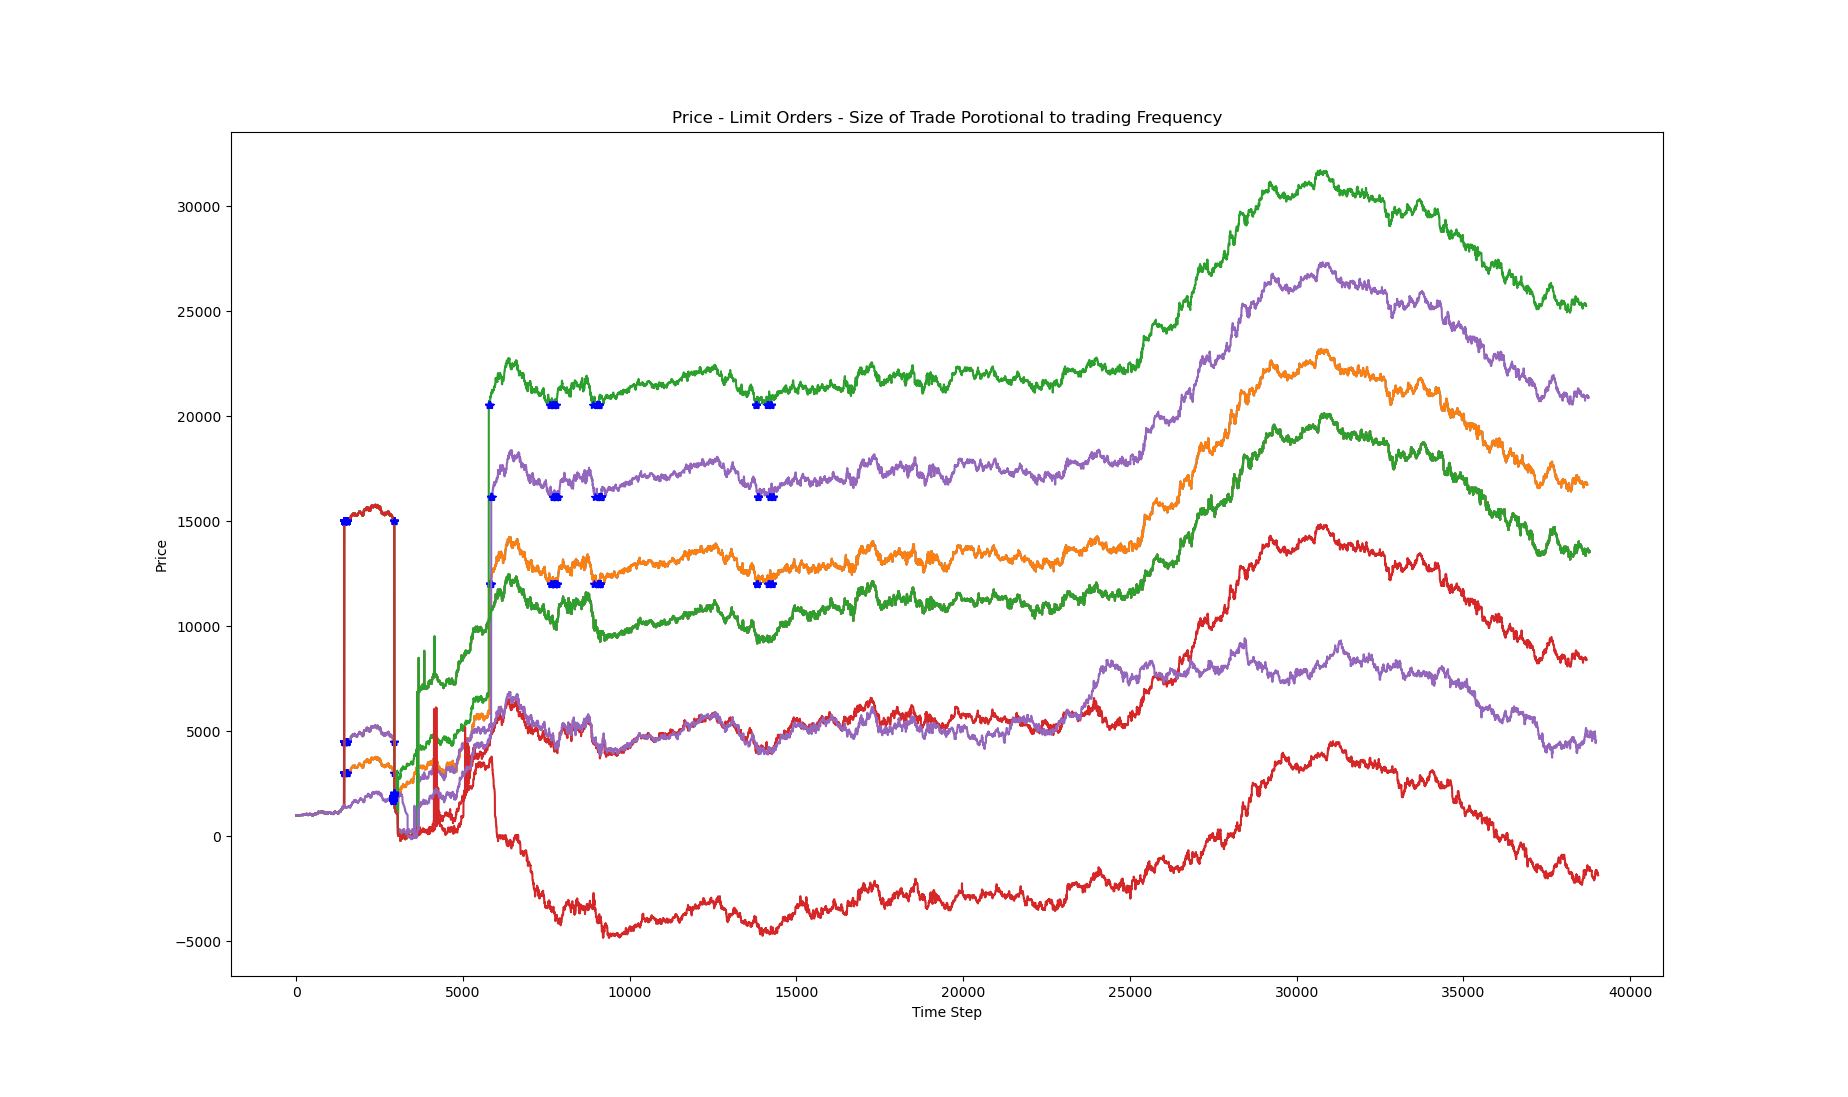 Price - Limit Orders - Size of Trade Porotional to trading Frequency
30000
25000
20000
15000
10000
5000
0
−5000
Price
0 5000 10000 15000 20000 25000 30000 35000 40000
Time Step